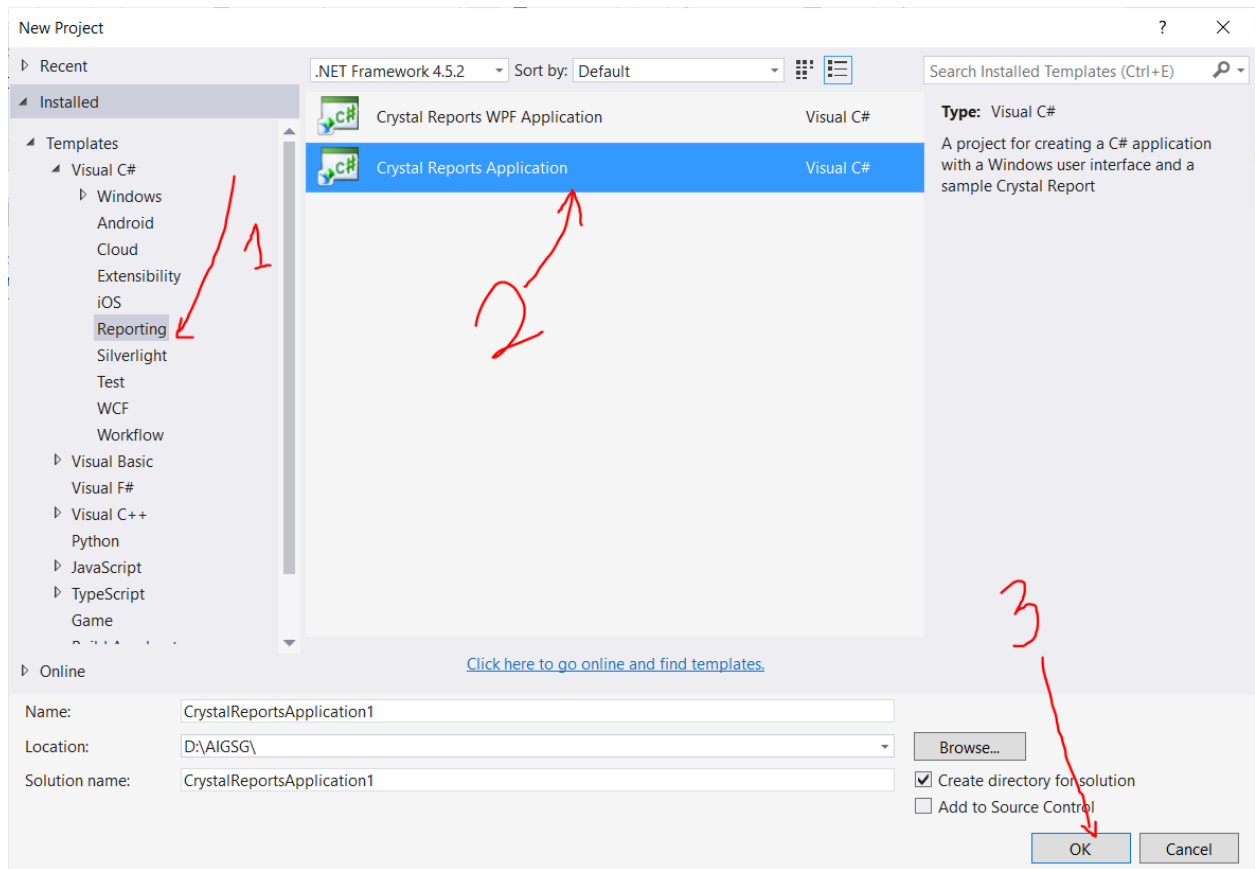 New Project
?
Recent
.NET Framework 4.5.2
Sort by: Default
Search Installed Templates (Ctrl+E)
Installed
Templates
Visual C#
Windows
Android
Cloud
Extensibility
iOS
Reporting
Silverlight
Test
WCF
Workflow
Visual Basic
Visual F#
Visual C++
Python
JavaScript
TypeScript
Game
Online
C# Crystal Reports WPF Application Visual C#
C# Crystal Reports Application Visual C#
Type: Visual C#
A project for creating a C# application
with a Windows user interface and a
sample Crystal Report
1
2
3
Click here to go online and find templates.
Name: CrystalReportsApplication1
Location: D:\AIGSG\
Browse...
Solution name: CrystalReportsApplication1
Create directory for solution
Add to Source Control
OK
Cancel